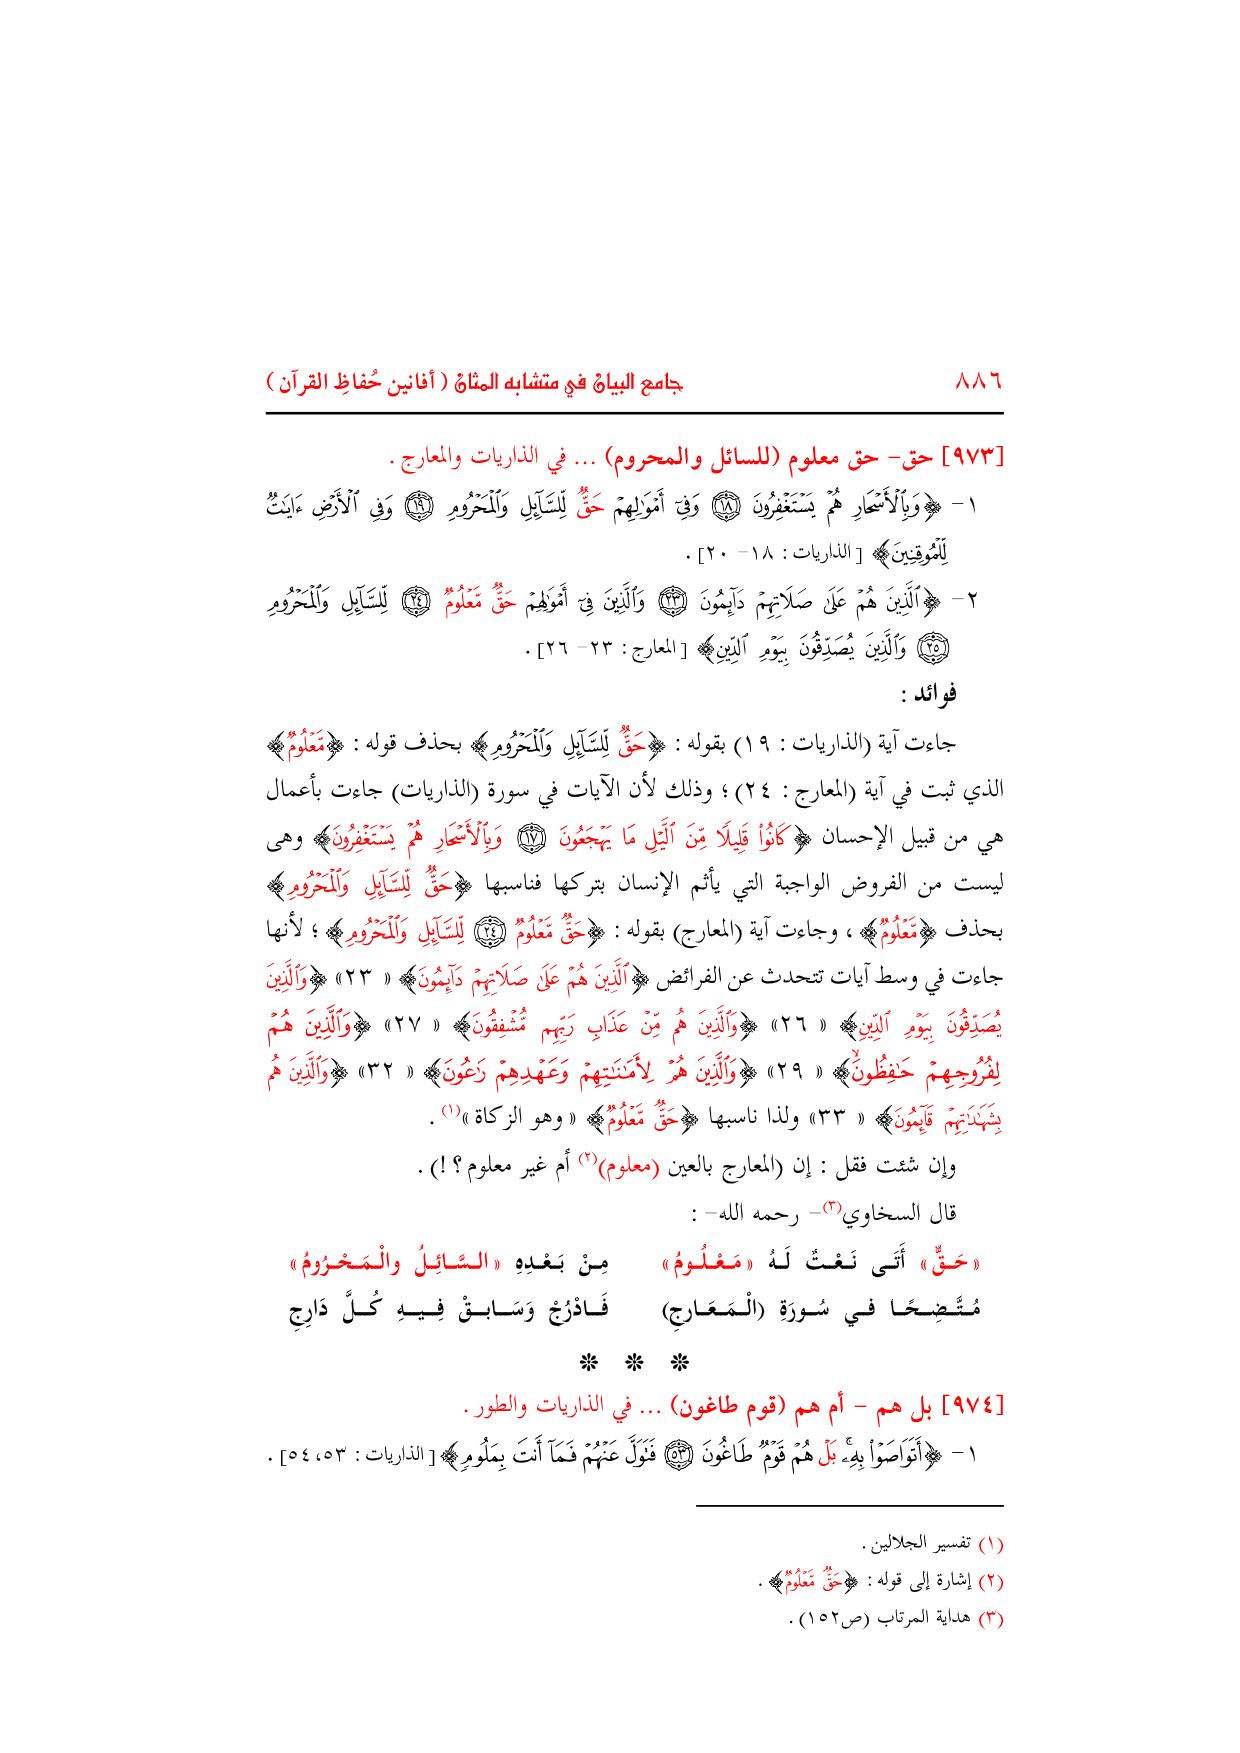 ٨٨٦ جامع البيان في متشابه المثان ( أفانين حُفاظِ القرآن )
[٩٧٣] حق- حق معلوم (للسائل والمحروم) ... في الذاريات والمعارج .
١- ﴿وَبِٱلْأَسْحَارِ هُمْ يَسْتَغْفِرُونَ ١٨ وَفِىٓ أَمْوَٰلِهِمْ حَقٌّ لِّلسَّآئِلِ وَٱلْمَحْرُومِ ١٩ وَفِى ٱلْأَرْضِ ءَايَٰتٌ
لِّلْمُوقِنِينَ﴾ [الذاريات : ١٨- ٢٠] .
٢- ﴿ٱلَّذِينَ هُمْ عَلَىٰ صَلَاتِهِمْ دَآئِمُونَ ٢٣ وَٱلَّذِينَ فِىٓ أَمْوَٰلِهِمْ حَقٌّ مَّعْلُومٌ ٢٤ لِّلسَّآئِلِ وَٱلْمَحْرُومِ
٢٥ وَٱلَّذِينَ يُصَدِّقُونَ بِيَوْمِ ٱلدِّينِ﴾ [المعارج : ٢٣- ٢٦] .
فوائد :
جاءت آية (الذاريات : ١٩) بقوله : ﴿حَقٌّ لِّلسَّآئِلِ وَٱلْمَحْرُومِ﴾ بحذف قوله : ﴿مَّعْلُومٌ﴾
الذي ثبت في آية (المعارج : ٢٤)؛ وذلك لأن الآيات في سورة (الذاريات) جاءت بأعمال
هي من قبيل الإحسان ﴿كَانُوا۟ قَلِيلًا مِّنَ ٱلَّيْلِ مَا يَهْجَعُونَ ١٧ وَبِٱلْأَسْحَارِ هُمْ يَسْتَغْفِرُونَ﴾ وهى
ليست من الفروض الواجبة التي يأثم الإنسان بتركها فناسبها ﴿حَقٌّ لِّلسَّآئِلِ وَٱلْمَحْرُومِ﴾
بحذف ﴿مَّعْلُومٌ﴾ ، وجاءت آية (المعارج) بقوله : ﴿حَقٌّ مَّعْلُومٌ ٢٤ لِّلسَّآئِلِ وَٱلْمَحْرُومِ﴾ ؛ لأنها
جاءت في وسط آيات تتحدث عن الفرائض ﴿ٱلَّذِينَ هُمْ عَلَىٰ صَلَاتِهِمْ دَآئِمُونَ﴾ « ٢٣» ﴿وَٱلَّذِينَ
يُصَدِّقُونَ بِيَوْمِ ٱلدِّينِ﴾ « ٢٦» ﴿وَٱلَّذِينَ هُم مِّنْ عَذَابِ رَبِّهِم مُّشْفِقُونَ﴾ « ٢٧» ﴿وَٱلَّذِينَ هُمْ
لِفُرُوجِهِمْ حَٰفِظُونَ﴾ « ٢٩» ﴿وَٱلَّذِينَ هُمْ لِأَمَٰنَٰتِهِمْ وَعَهْدِهِمْ رَٰعُونَ﴾ « ٣٢» ﴿وَٱلَّذِينَ هُم
بِشَهَٰدَٰتِهِمْ قَآئِمُونَ﴾ « ٣٣» ولذا ناسبها ﴿حَقٌّ مَّعْلُومٌ﴾ «وهو الزكاة»(١) .
وإن شئت فقل : إن (المعارج بالعين (معلوم)(٢) أم غير معلوم؟ !) .
قال السخاوي(٣)- رحمه الله- :
«حَقٌّ» أَتَى نَعْتٌ لَهُ «مَعْلُومُ» مِنْ بَعْدِهِ «السَّائِلُ والْمَحْرُومُ»
مُتَّضِحًا في سُورَةِ (الْمَعَارجِ) فَادْرُجْ وَسَابقْ فِيهِ كُلَّ دَارِجِ
* * *
[٩٧٤] بل هم - أم هم (قوم طاغون) ... في الذاريات والطور .
١- ﴿أَتَوَاصَوْا۟ بِهِۦ ۚ بَلْ هُمْ قَوْمٌ طَاغُونَ ٥٣ فَتَوَلَّ عَنْهُمْ فَمَآ أَنتَ بِمَلُومٍ﴾ [الذاريات : ٥٣، ٥٤] .
(١) تفسير الجلالين .
(٢) إشارة إلى قوله : ﴿حَقٌّ مَّعْلُومٌ﴾ .
(٣) هداية المرتاب (ص١٥٢) .